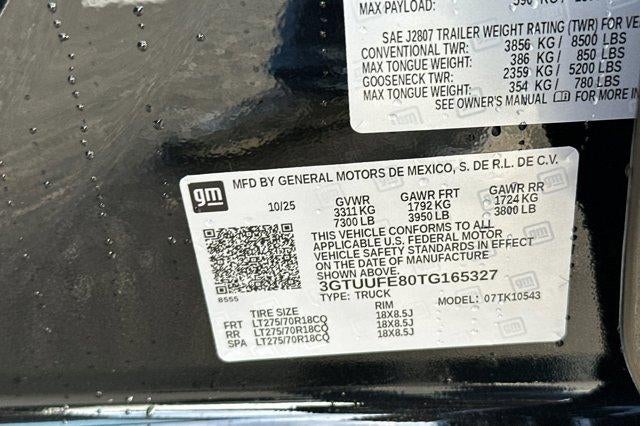 MAX PAYLOAD:
SAE J2807 TRAILER WEIGHT RATING (TWR) FOR
CONVENTIONAL TWR: 3856 KG / 8500 LBS
MAX TONGUE WEIGHT: 386 KG / 850 LBS
GOOSENECK TWR: 2359 KG / 5200 LBS
MAX TONGUE WEIGHT: 354 KG / 780 LBS
SEE OWNER'S MANUAL FOR MORE IN
gm MFD BY GENERAL MOTORS DE MEXICO, S. DE R.L. DE C.V.
10/25 GVWR GAWR FRT GAWR RR
3311 KG 1792 KG 1724 KG
7300 LB 3950 LB 3800 LB
THIS VEHICLE CONFORMS TO ALL
APPLICABLE U.S. FEDERAL MOTOR
VEHICLE SAFETY STANDARDS IN EFFECT
ON THE DATE OF MANUFACTURE
SHOWN ABOVE.
3GTUUFE80TG165327
8555 TYPE: TRUCK MODEL: 07TK10543
TIRE SIZE RIM
FRT LT275/70R18CQ 18X8.5J
RR LT275/70R18CQ 18X8.5J
SPA LT275/70R18CQ 18X8.5J